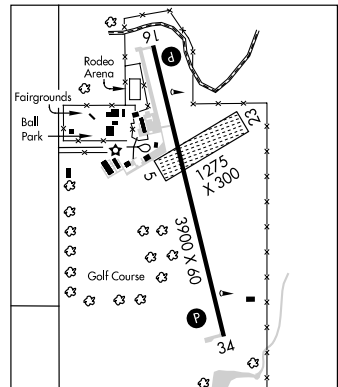 16
P
Rodeo
Arena
Fairgrounds
Ball
Park
23
5
1275
X 300
3900 X 60
Golf Course
P
34